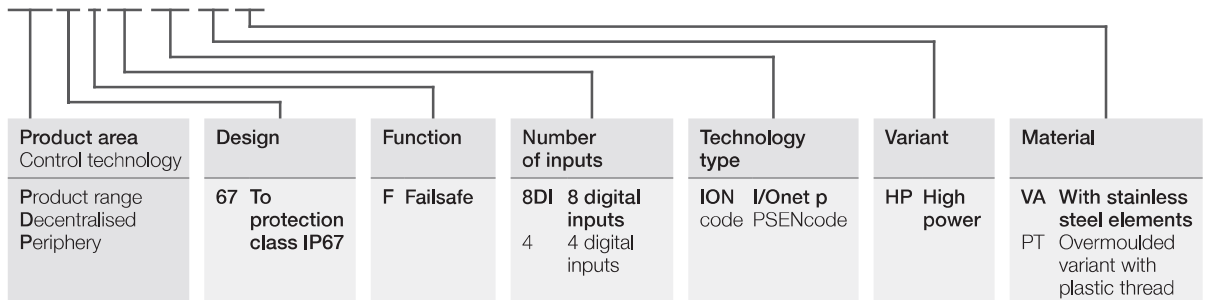 Product area
Control technology
Product range
Decentralised
Periphery
Design
67 To
protection
class IP67
Function
F Failsafe
Number
of inputs
8DI 8 digital
inputs
4 4 digital
inputs
Technology
type
ION I/Onet p
code PSENcode
Variant
HP High
power
Material
VA With stainless
steel elements
PT Overmoulded
variant with
plastic thread